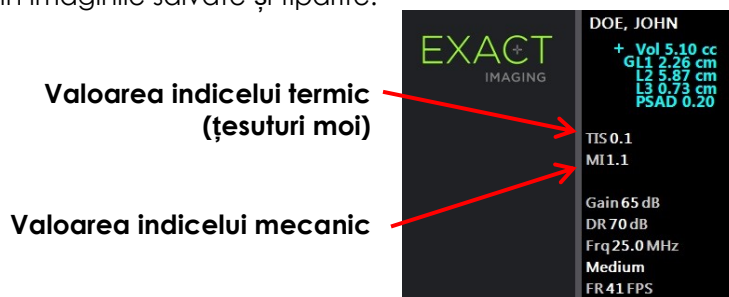 în imaginile salvate și tipărite.
EXACT
IMAGING
Valoarea indicelui termic
(țesuturi moi)
Valoarea indicelui mecanic
DOE, JOHN
+ Vol 5.10 cc
GL1 2.26 cm
L2 5.87 cm
L3 0.73 cm
PSAD 0.20
TIS 0.1
MI 1.1
Gain 65 dB
DR 70 dB
Frq 25.0 MHz
Medium
FR 41 FPS